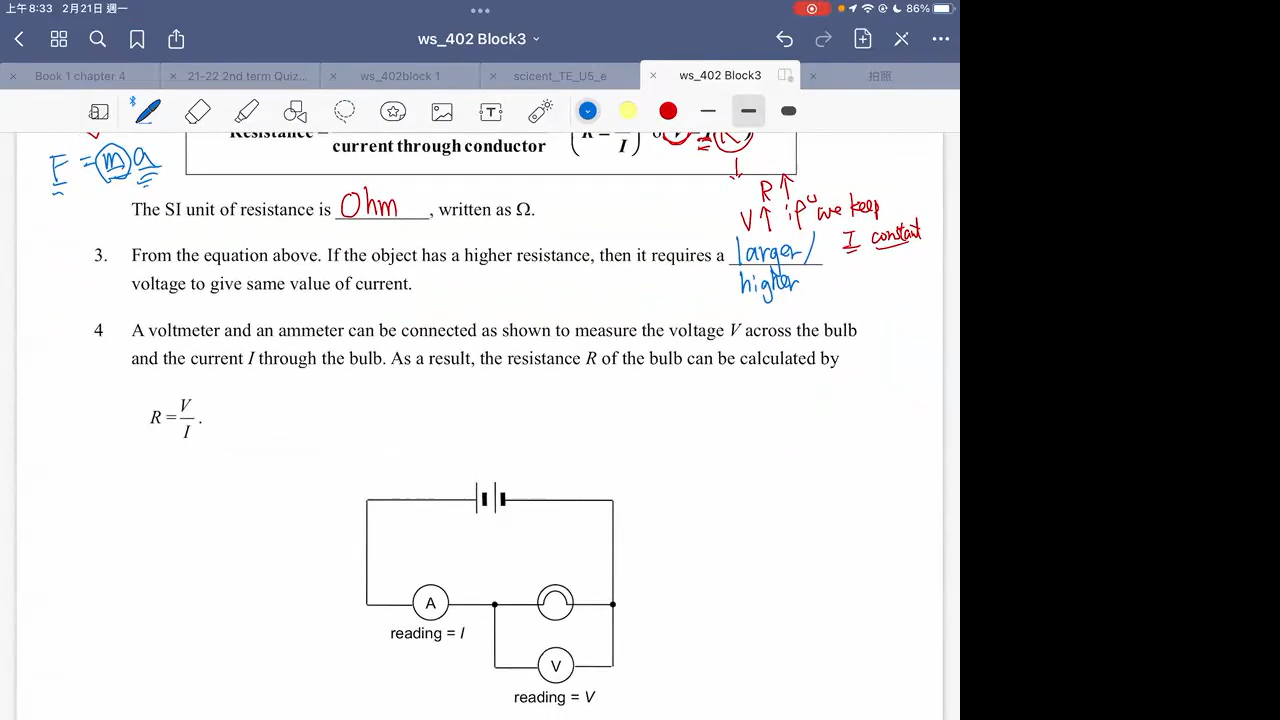 上午8:33 2月21日 週一
86%
ws_402 Block3
Book 1 chapter 4
21-22.2nd term Quiz...
ws_402block 1
scicent_TE_U5_e
ws_402 Block3
拍照
current through conductor
I
F = m a
The SI unit of resistance is Ohm, written as Ω.
R ↑
V ↑ if we keep
I constant
3. From the equation above. If the object has a higher resistance, then it requires a larger/
higher
voltage to give same value of current.
4 A voltmeter and an ammeter can be connected as shown to measure the voltage V across the bulb
and the current I through the bulb. As a result, the resistance R of the bulb can be calculated by
R = V/I.
A
reading = I
V
reading = V